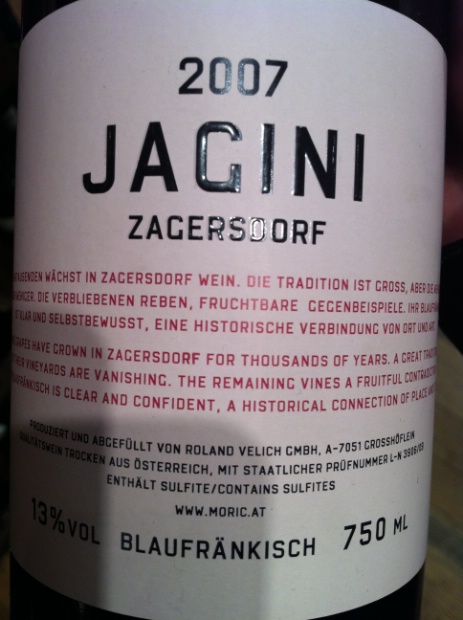 2007
JAGINI
ZAGERSDORF
WÄCHST IN ZAGERSDORF WEIN. DIE TRADITION IST GROSS, ABER DIE
DIE VERBLIEBENEN REBEN, FRUCHTBARE GEGENBEISPIELE. IHR
IST KLAR UND SELBSTBEWUSST, EINE HISTORISCHE VERBINDUNG VON ORT UND
HAVE GROWN IN ZAGERSDORF FOR THOUSANDS OF YEARS. A GREAT
VINEYARDS ARE VANISHING. THE REMAINING VINES A FRUITFUL
IS CLEAR AND CONFIDENT, A HISTORICAL CONNECTION OF PLACE
PRODUZIERT UND ABGEFÜLLT VON ROLAND VELICH GMBH, A-7051 GROSSHÖFLEIN
QUALITÄTSWEIN TROCKEN AUS ÖSTERREICH, MIT STAATLICHER PRÜFNUMMER L-N
ENTHÄLT SULFITE/CONTAINS SULFITES
WWW.MORIC.AT
13% VOL BLAUFRÄNKISCH 750 ML